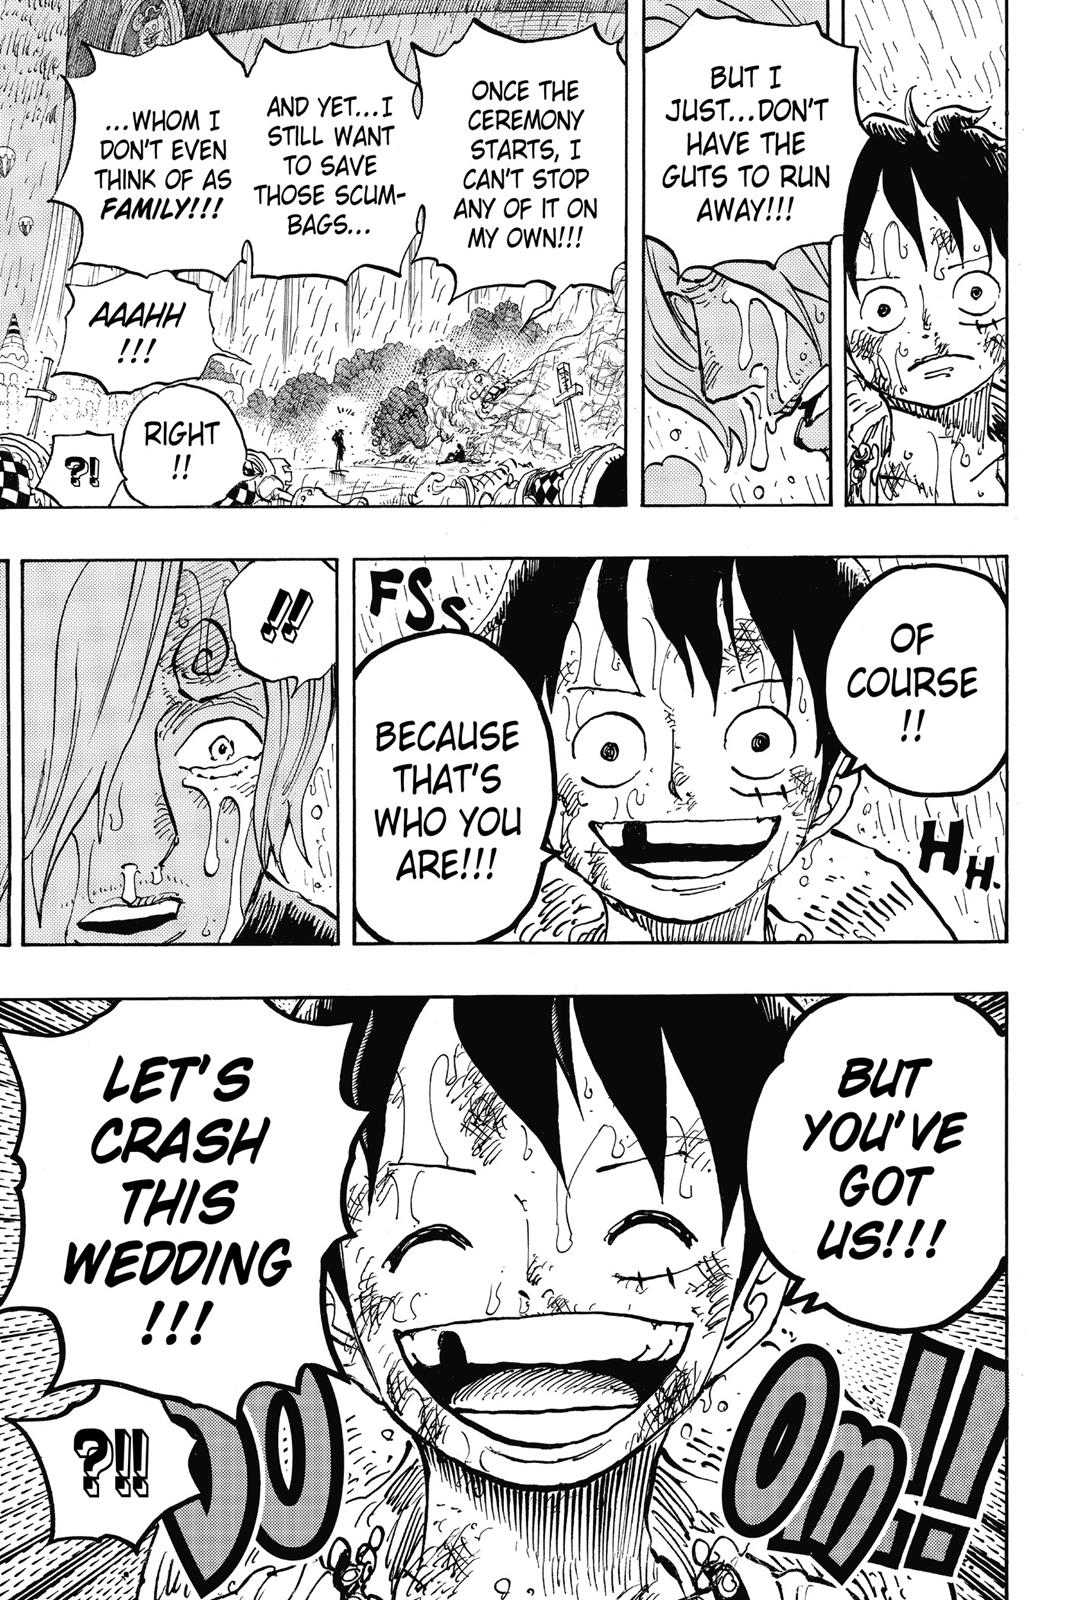 BUT I
JUST...DON'T
HAVE THE
GUTS TO RUN
AWAY!!!
ONCE THE
CEREMONY
STARTS, I
CAN'T STOP
ANY OF IT ON
MY OWN!!!
AND YET...I
STILL WANT
TO SAVE
THOSE SCUM-
BAGS...
...WHOM I
DON'T EVEN
THINK OF AS
FAMILY!!!
AAAHH
!!!
RIGHT
!!
?!
OF
COURSE
!!
HH.
FSS
BECAUSE
THAT'S
WHO YOU
ARE!!!
!!
BUT
YOU'VE
GOT
US!!!
LET'S
CRASH
THIS
WEDDING
!!!
?!!
DOOM!!